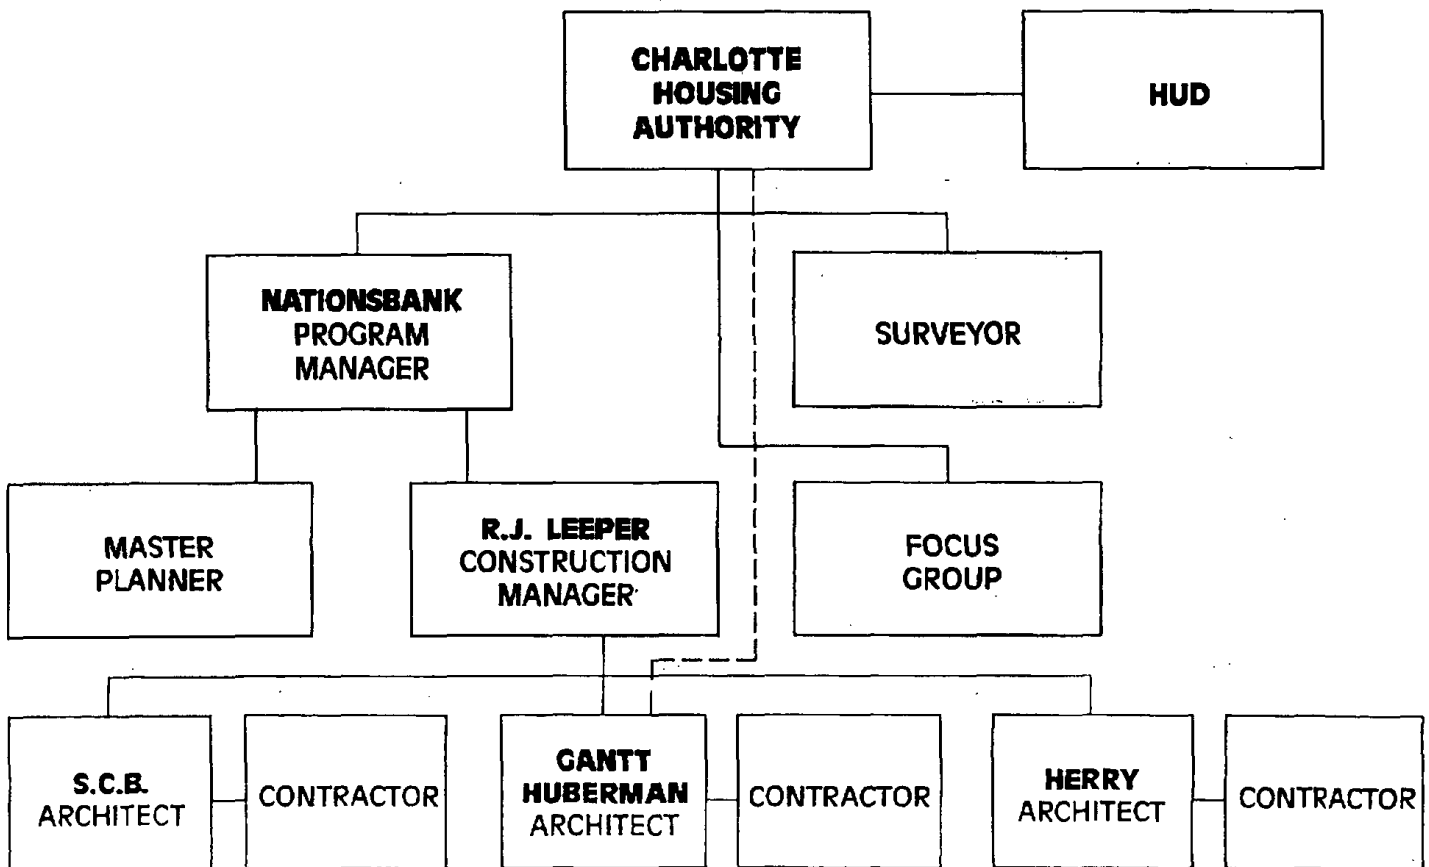 CHARLOTTE
HOUSING
AUTHORITY
HUD
NATIONSBANK
PROGRAM
MANAGER
SURVEYOR
MASTER
PLANNER
R.J. LEEPER
CONSTRUCTION
MANAGER
FOCUS
GROUP
S.C.B.
ARCHITECT
CONTRACTOR
GANTT
HUBERMAN
ARCHITECT
CONTRACTOR
HERRY
ARCHITECT
CONTRACTOR